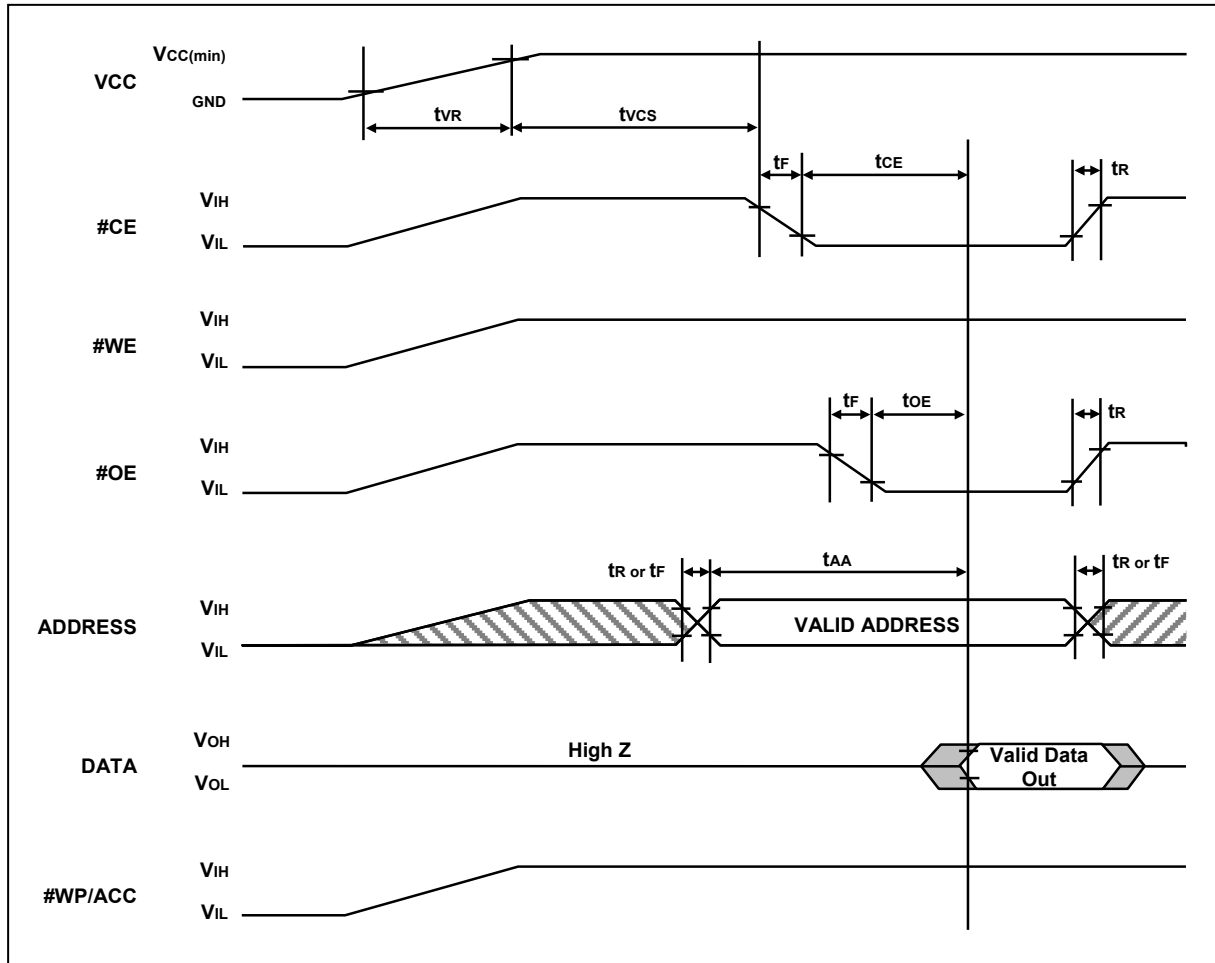 VCC(min)
VCC
GND
tVR
tVCS
tF
tCE
tR
VIH
#CE
VIL
VIH
#WE
VIL
tF
tOE
tR
VIH
#OE
VIL
tR or tF
tAA
tR or tF
VIH
ADDRESS
VALID ADDRESS
VIL
VOH
High Z
Valid Data
DATA
Out
VOL
VIH
#WP/ACC
VIL